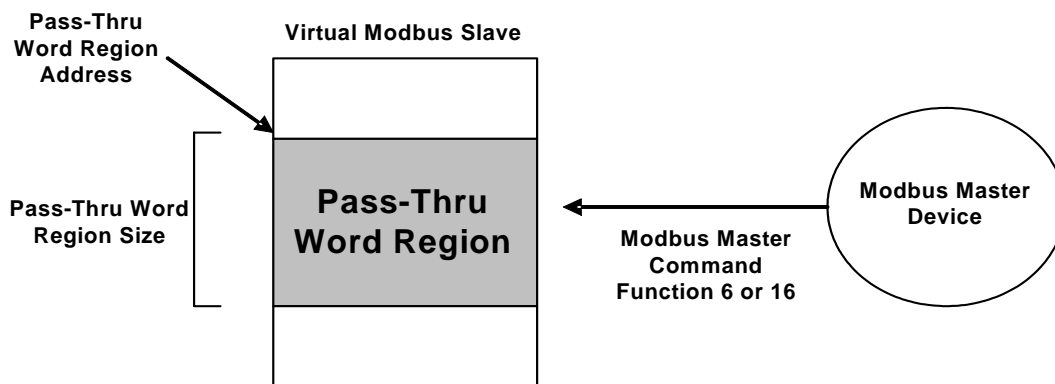 Pass-Thru
Word Region
Address
Virtual Modbus Slave
Pass-Thru Word
Region Size
Pass-Thru
Word Region
Modbus Master
Command
Function 6 or 16
Modbus Master
Device